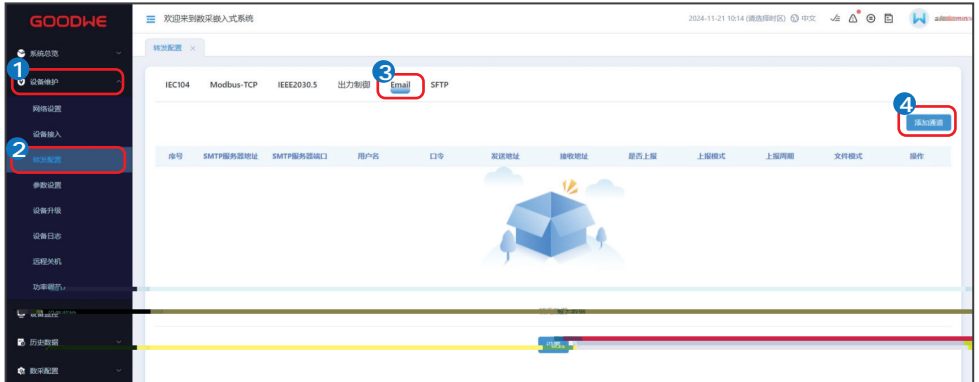 GOODWE
欢迎来到数采嵌入式系统
2024-11-21 10:14 (请选择时区) 中文
系统总览
转发配置 ×
1
设备维护
IEC104 Modbus-TCP IEEE2030.5 出力制御 Email SFTP
3
4
网络设置
添加通道
设备接入
2
转发配置
序号 SMTP服务器地址 SMTP服务器端口 用户名 口令 发送地址 接收地址 是否上报 上报模式 上报周期 文件模式 操作
参数设置
设备升级
设备日志
远程关机
历史数据
数采配置